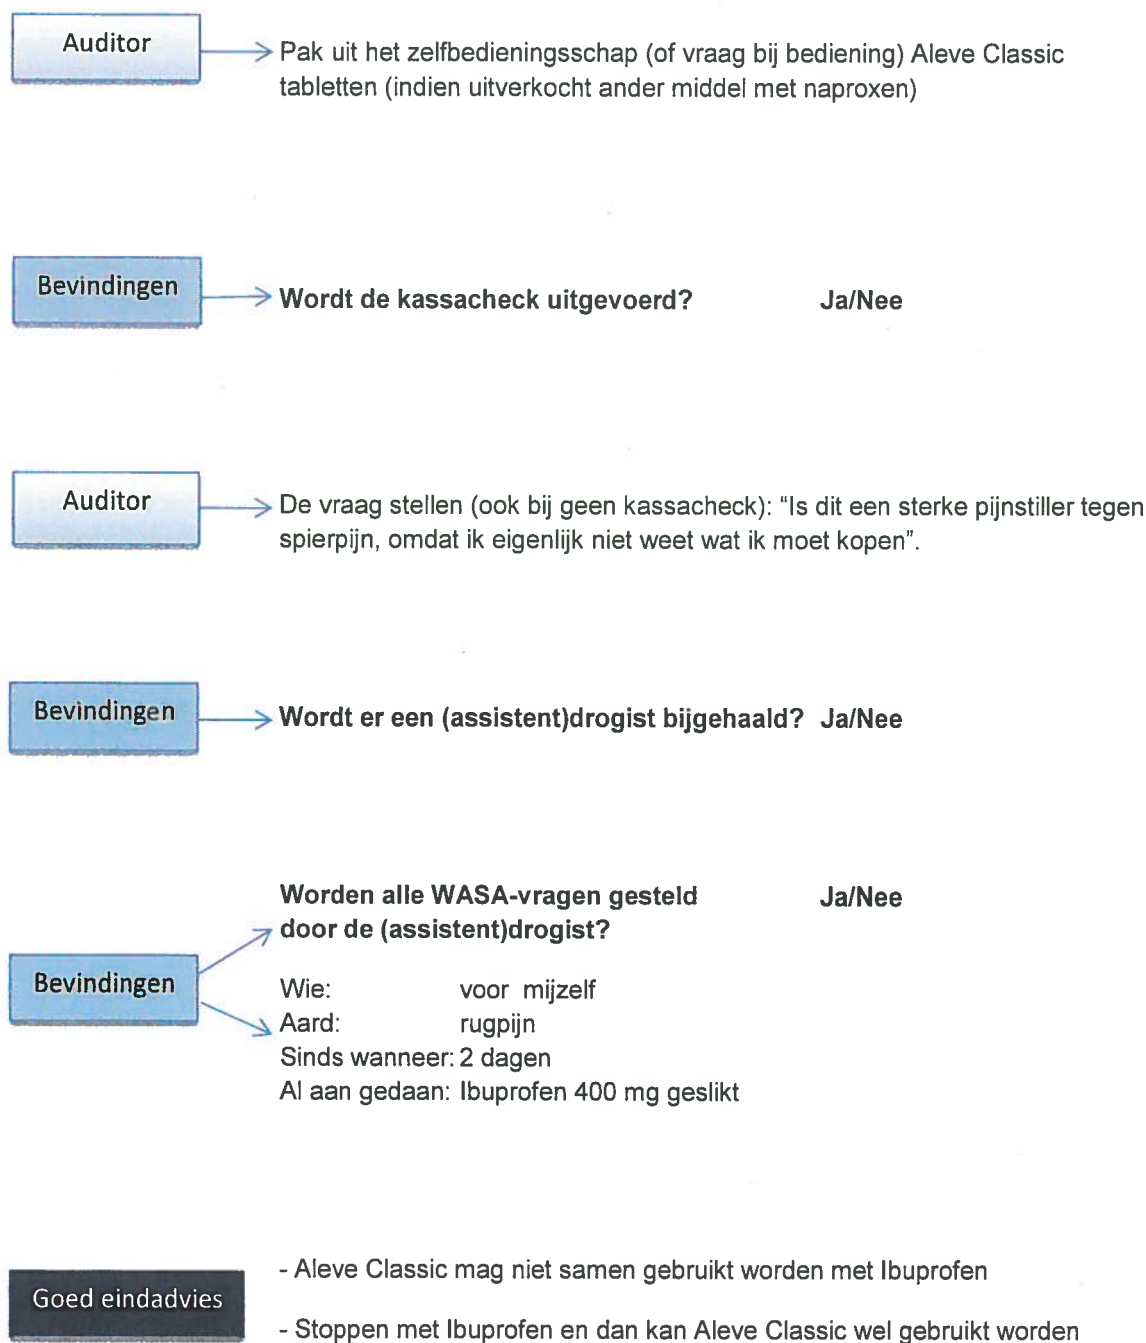 Auditor
Pak uit het zelfbedieningsschap (of vraag bij bediening) Aleve Classic
tabletten (indien uitverkocht ander middel met naproxen)
Bevindingen
Wordt de kassacheck uitgevoerd? Ja/Nee
Auditor
De vraag stellen (ook bij geen kassacheck): “Is dit een sterke pijnstiller tegen
spierpijn, omdat ik eigenlijk niet weet wat ik moet kopen”.
Bevindingen
Wordt er een (assistent)drogist bijgehaald? Ja/Nee
Worden alle WASA-vragen gesteld Ja/Nee
door de (assistent)drogist?
Bevindingen
Wie: voor mijzelf
Aard: rugpijn
Sinds wanneer: 2 dagen
Al aan gedaan: Ibuprofen 400 mg geslikt
Goed eindadvies
- Aleve Classic mag niet samen gebruikt worden met Ibuprofen
- Stoppen met Ibuprofen en dan kan Aleve Classic wel gebruikt worden